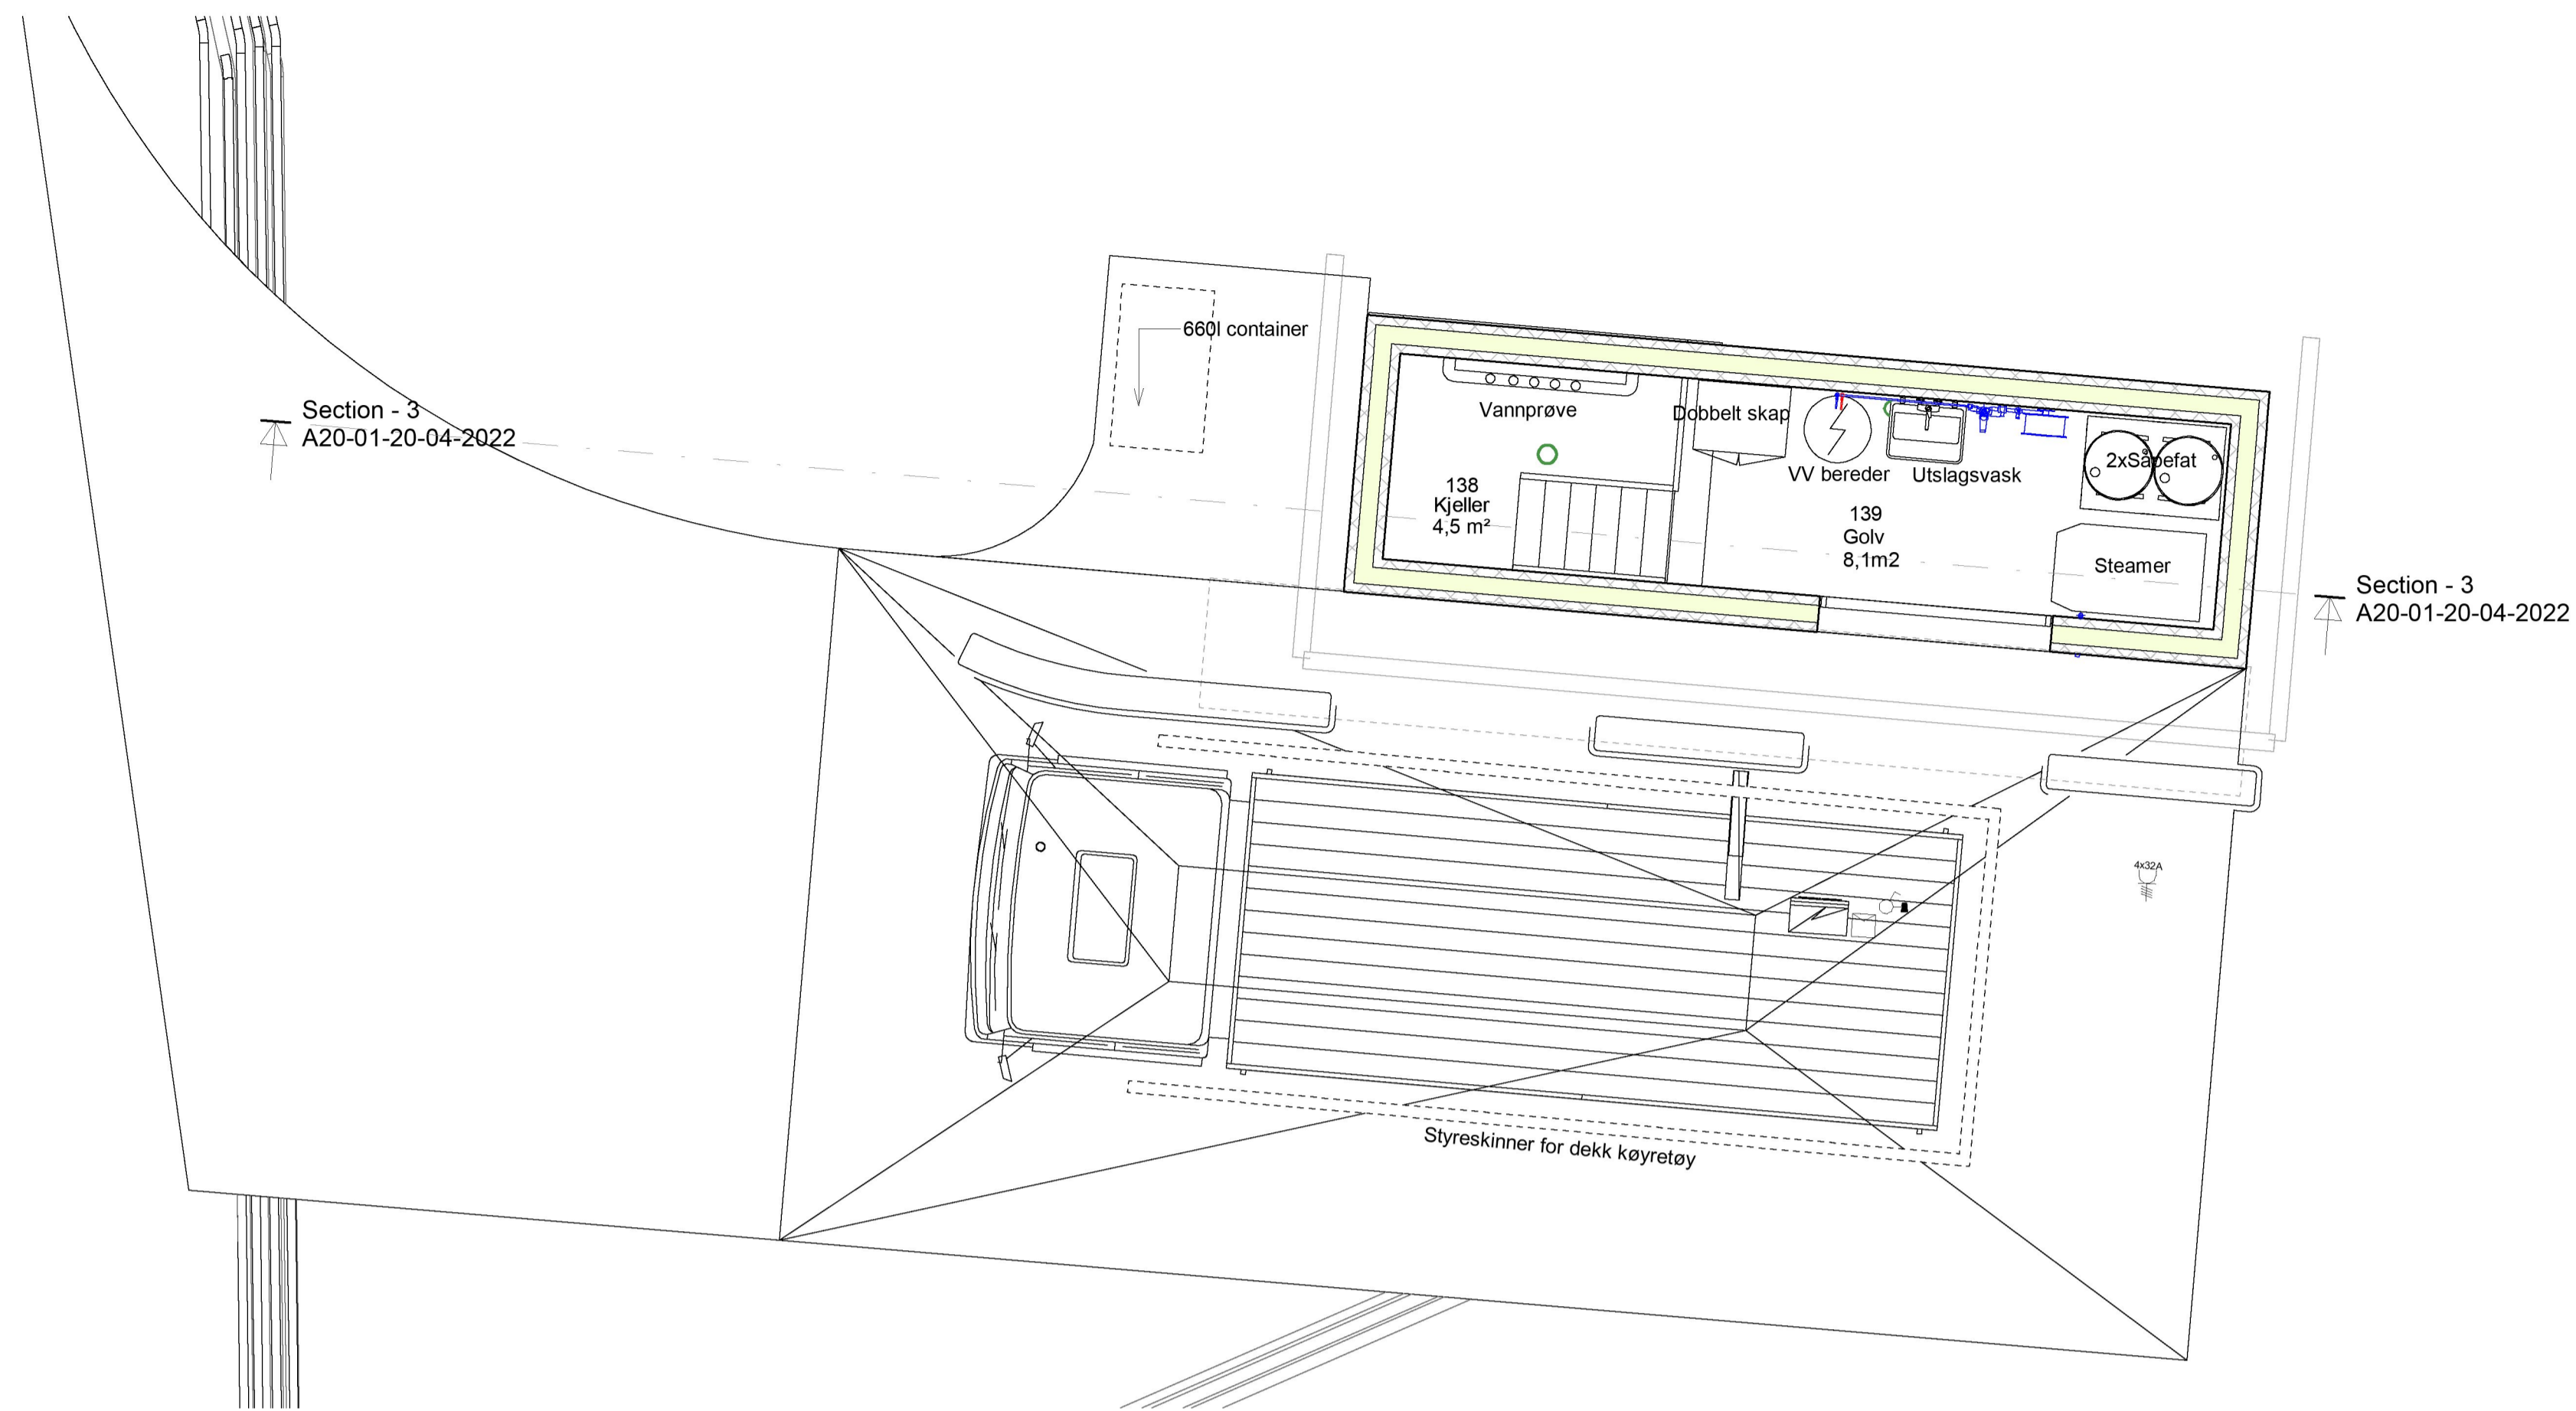 660l container
Section - 3
A20-01-20-04-2022
Vannprøve
Dobbelt skap
VV bereder
Utslagsvask
2xSåpefat
138
Kjeller
4,5 m²
139
Golv
8,1m2
Steamer
Section - 3
A20-01-20-04-2022
4x32A
Styreskinner for dekk køyretøy